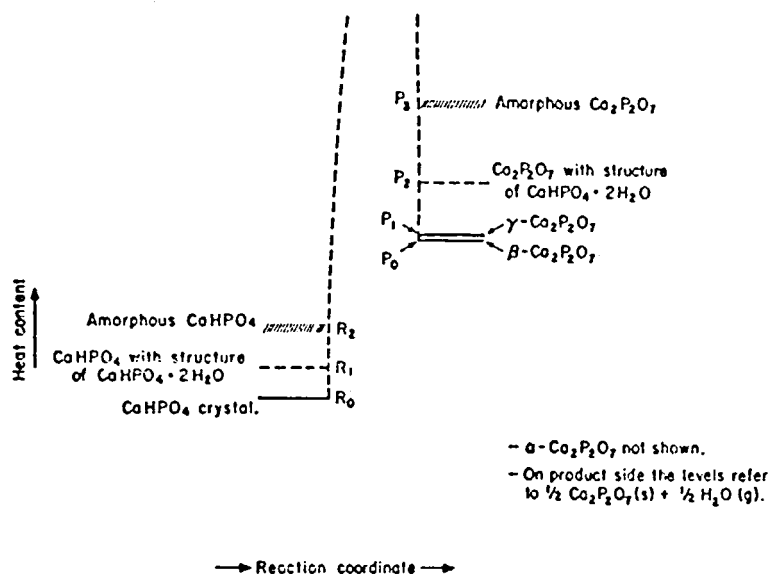 P₃
Amorphous Ca₂P₂O₇
P₂
Ca₂P₂O₇ with structure
of CaHPO₄ • 2H₂O
P₁
γ-Ca₂P₂O₇
P₀
β-Ca₂P₂O₇
Heat content
Amorphous CaHPO₄
R₂
CaHPO₄ with structure
of CaHPO₄ • 2H₂O
R₁
CaHPO₄ crystal.
R₀
- α-Ca₂P₂O₇ not shown.
- On product side the levels refer
to ½ Ca₂P₂O₇(s) + ½ H₂O (g).
Reaction coordinate